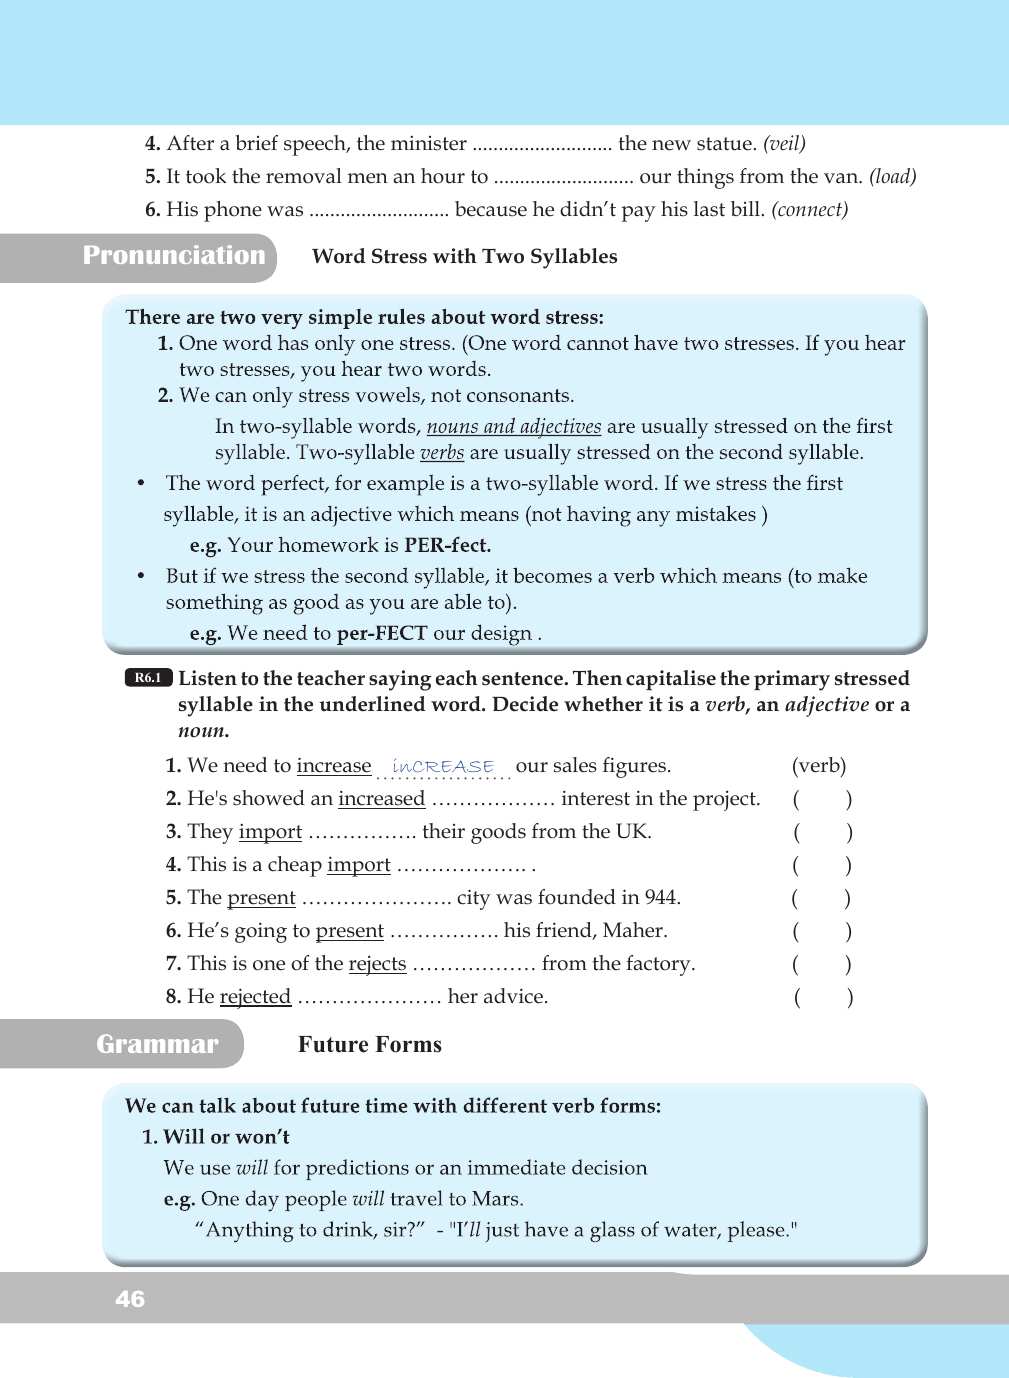 4. After a brief speech, the minister ........................... the new statue. (veil)
5. It took the removal men an hour to ........................... our things from the van. (load)
6. His phone was ........................... because he didn't pay his last bill. (connect)
Pronunciation Word Stress with Two Syllables
There are two very simple rules about word stress:
1. One word has only one stress. (One word cannot have two stresses. If you hear
two stresses, you hear two words.
2. We can only stress vowels, not consonants.
In two-syllable words, nouns and adjectives are usually stressed on the first
syllable. Two-syllable verbs are usually stressed on the second syllable.
• The word perfect, for example is a two-syllable word. If we stress the first
syllable, it is an adjective which means (not having any mistakes )
e.g. Your homework is PER-fect.
• But if we stress the second syllable, it becomes a verb which means (to make
something as good as you are able to).
e.g. We need to per-FECT our design .
R6.1 Listen to the teacher saying each sentence. Then capitalise the primary stressed
syllable in the underlined word. Decide whether it is a verb, an adjective or a
noun.
1. We need to increase inCREASE our sales figures. (verb)
2. He's showed an increased .................. interest in the project. ( )
3. They import ................ their goods from the UK. ( )
4. This is a cheap import ................... . ( )
5. The present ...................... city was founded in 944. ( )
6. He's going to present ................ his friend, Maher. ( )
7. This is one of the rejects .................. from the factory. ( )
8. He rejected ..................... her advice. ( )
Grammar Future Forms
We can talk about future time with different verb forms:
1. Will or won't
We use will for predictions or an immediate decision
e.g. One day people will travel to Mars.
"Anything to drink, sir?" - "I'll just have a glass of water, please."
46